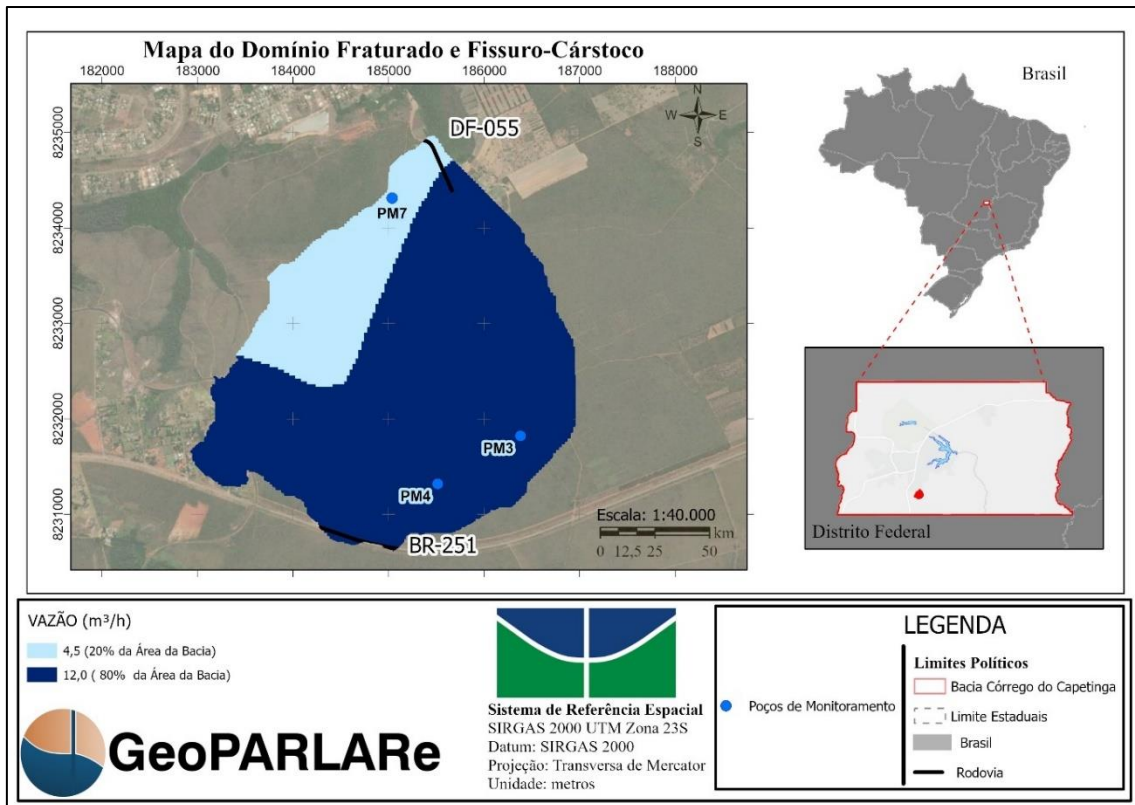 Mapa do Domínio Fraturado e Fissuro-Cárstoco
182000 183000 184000 185000 186000 187000 188000
8235000
8234000
8233000
8232000
8231000
N
W E
S
DF-055
PM7
PM3
PM4
BR-251
Escala: 1:40.000
km
0 12,5 25 50
Brasil
Distrito Federal
VAZÃO (m³/h)
4,5 (20% da Área da Bacia)
12,0 ( 80% da Área da Bacia)
GeoPARLARe
Sistema de Referência Espacial
SIRGAS 2000 UTM Zona 23S
Datum: SIRGAS 2000
Projeção: Transversa de Mercator
Unidade: metros
Poços de Monitoramento
LEGENDA
Limites Políticos
Bacia Córrego do Capetinga
Limite Estaduais
Brasil
Rodovia